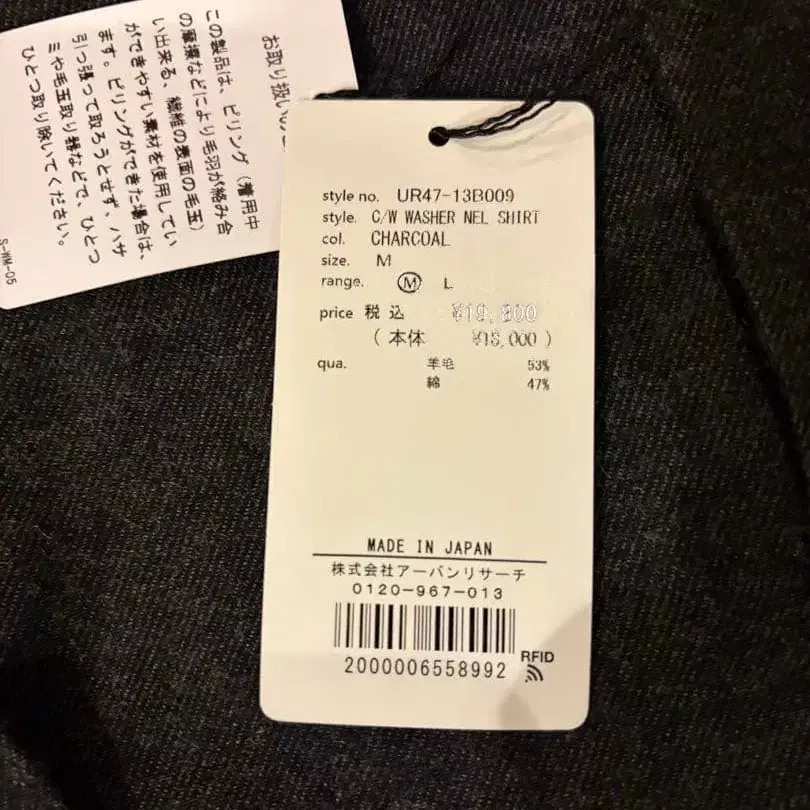 お取り扱いの
この製品は、ピリング（着用中
の摩擦などにより毛羽が絡み合
い出来る、繊維の表面の毛玉）
ができやすい素材を使用してい
ます。ピリングができた場合は、
引っ張って取ろうとせず、ハサ
ミや毛玉取り器などで、ひとつ
ひとつ取り除いてください。
S-WM-05
style no. UR47-13B009
style. C/W WASHER NEL SHIRT
col. CHARCOAL
size. M
range. M L
price 税込 ¥19,800
( 本体 ¥18,000 )
qua. 羊毛 53%
綿 47%
MADE IN JAPAN
株式会社アーバンリサーチ
0120-967-013
2000006558992
RFID